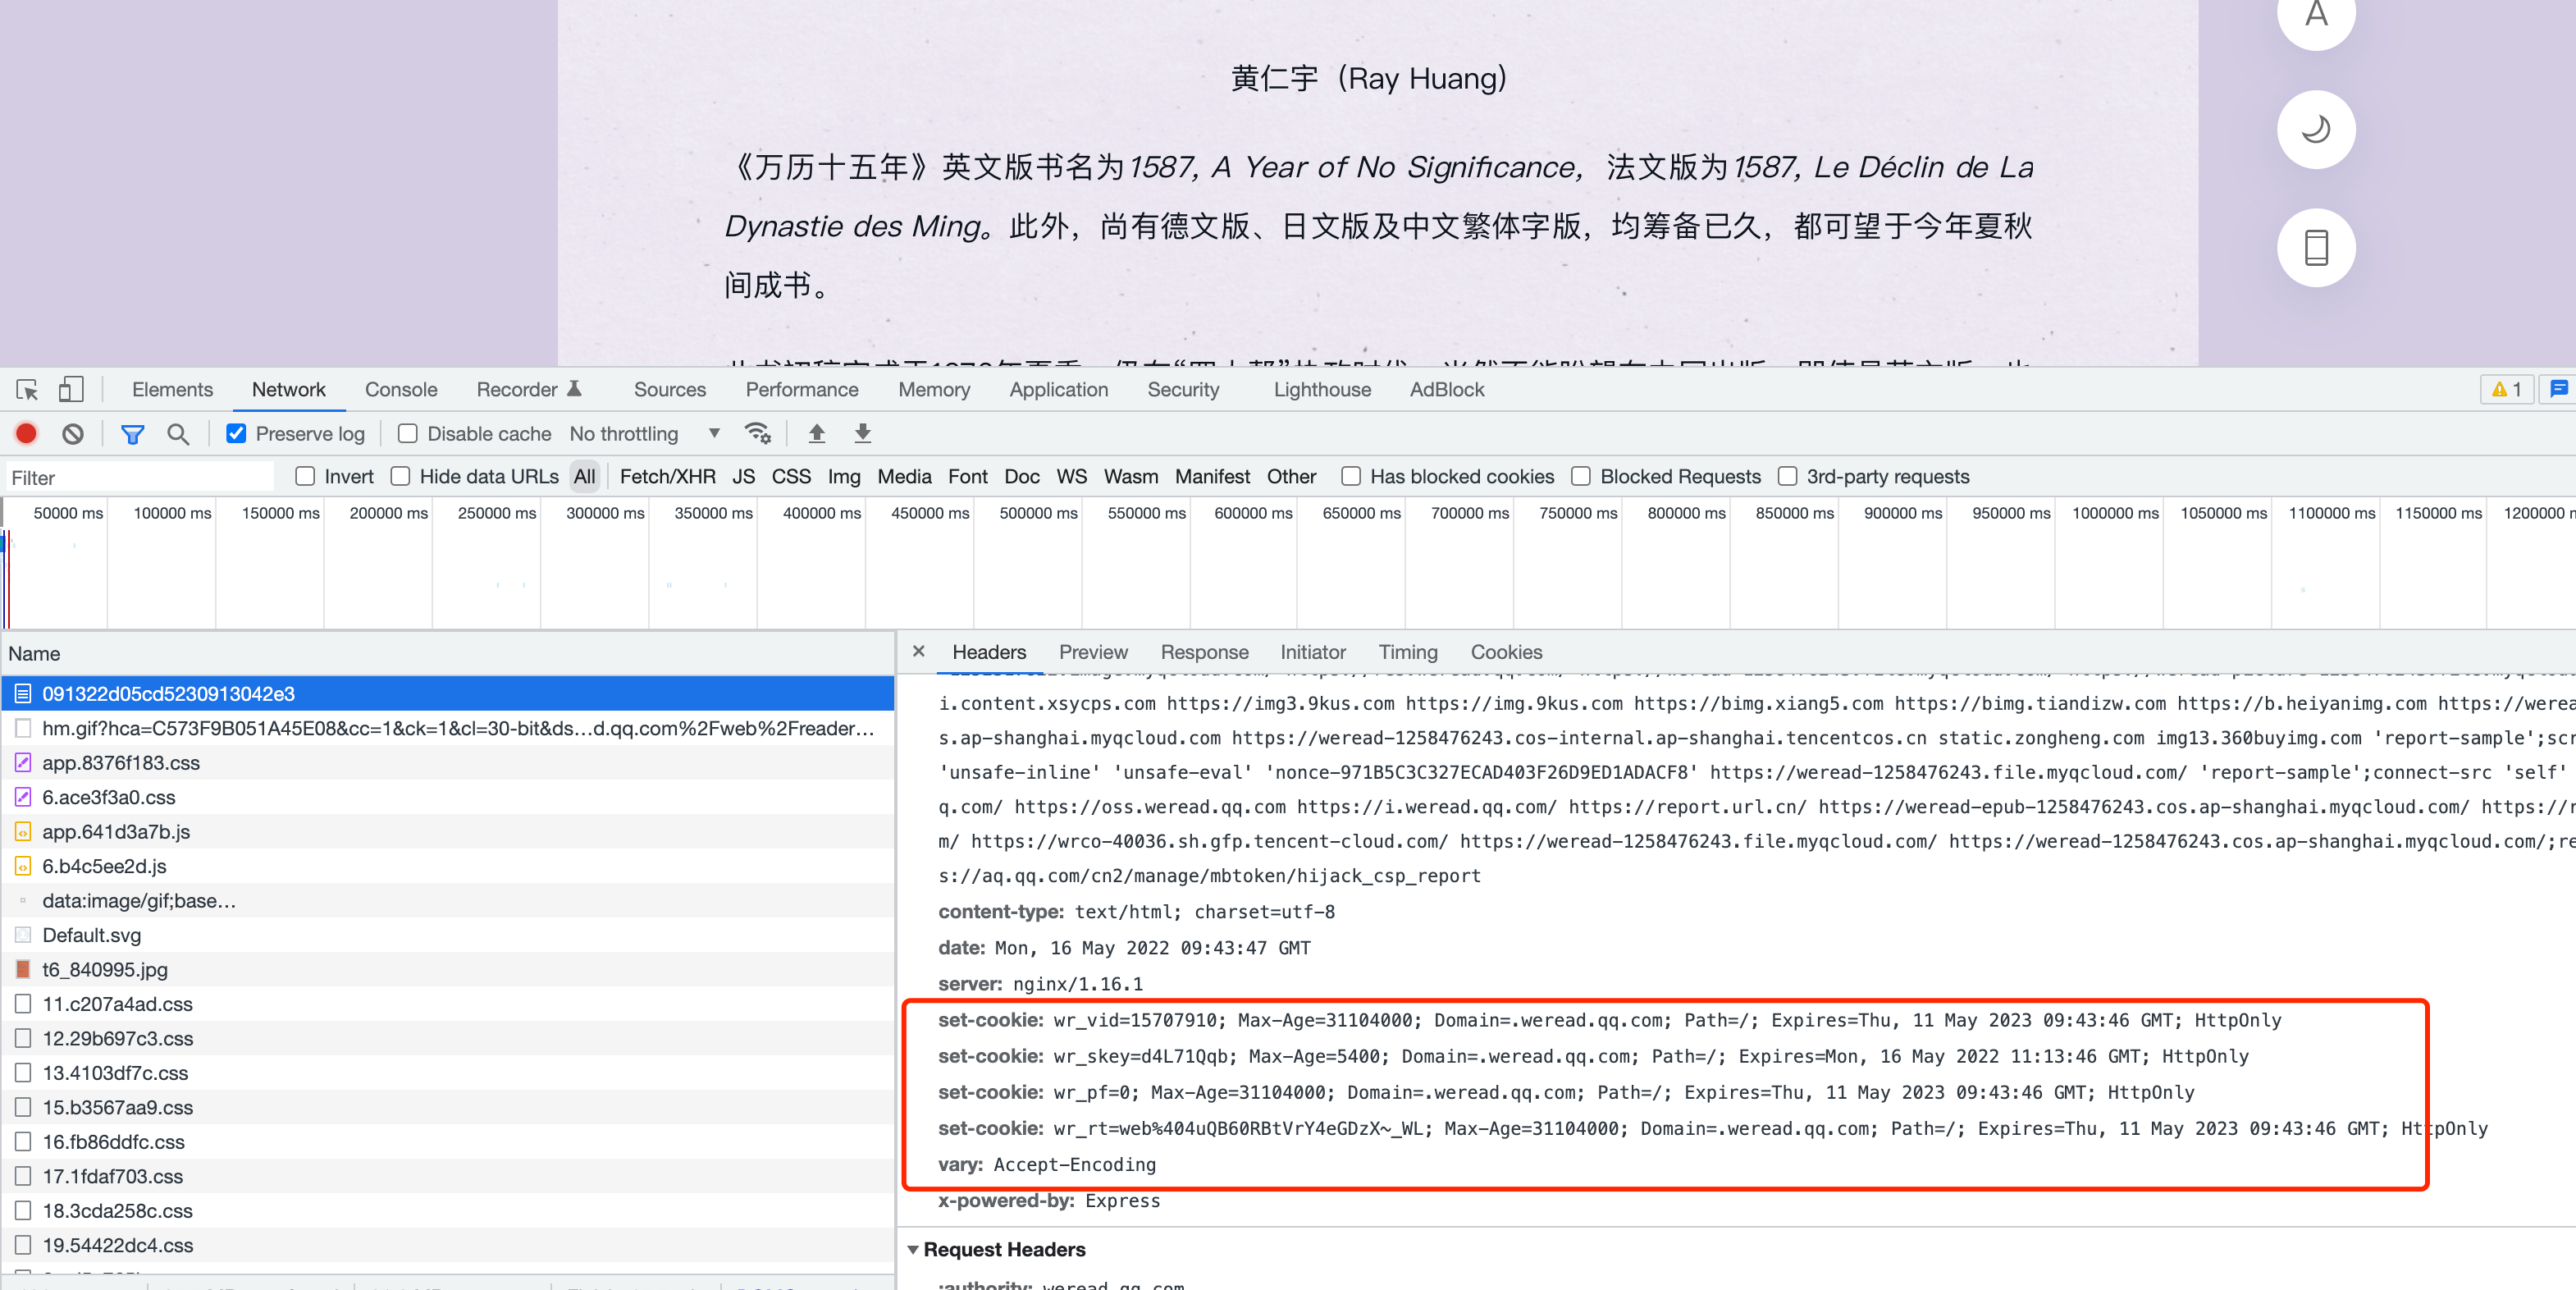 A
黄仁宇（Ray Huang）
《万历十五年》英文版书名为1587, A Year of No Significance，法文版为1587, Le Déclin de La
Dynastie des Ming。此外，尚有德文版、日文版及中文繁体字版，均筹备已久，都可望于今年夏秋
间成书。
Elements Network Console Recorder Sources Performance Memory Application Security Lighthouse AdBlock 1
Preserve log Disable cache No throttling
Filter Invert Hide data URLs All Fetch/XHR JS CSS Img Media Font Doc WS Wasm Manifest Other Has blocked cookies Blocked Requests 3rd-party requests
50000 ms 100000 ms 150000 ms 200000 ms 250000 ms 300000 ms 350000 ms 400000 ms 450000 ms 500000 ms 550000 ms 600000 ms 650000 ms 700000 ms 750000 ms 800000 ms 850000 ms 900000 ms 950000 ms 1000000 ms 1050000 ms 1100000 ms 1150000 ms 1200000
Name
091322d05cd5230913042e3
hm.gif?hca=C573F9B051A45E08&cc=1&ck=1&cl=30-bit&ds…d.qq.com%2Fweb%2Freader…
app.8376f183.css
6.ace3f3a0.css
app.641d3a7b.js
6.b4c5ee2d.js
data:image/gif;base…
Default.svg
t6_840995.jpg
11.c207a4ad.css
12.29b697c3.css
13.4103df7c.css
15.b3567aa9.css
16.fb86ddfc.css
17.1fdaf703.css
18.3cda258c.css
19.54422dc4.css
× Headers Preview Response Initiator Timing Cookies
i.content.xsycps.com https://img3.9kus.com https://img.9kus.com https://bimg.xiang5.com https://bimg.tiandizw.com https://b.heiyanimg.com https://werea
s.ap-shanghai.myqcloud.com https://weread-1258476243.cos-internal.ap-shanghai.tencentcos.cn static.zongheng.com img13.360buyimg.com 'report-sample';scr
'unsafe-inline' 'unsafe-eval' 'nonce-971B5C3C327ECAD403F26D9ED1ADACF8' https://weread-1258476243.file.myqcloud.com/ 'report-sample';connect-src 'self'
q.com/ https://oss.weread.qq.com https://i.weread.qq.com/ https://report.url.cn/ https://weread-epub-1258476243.cos.ap-shanghai.myqcloud.com/ https://r
m/ https://wrco-40036.sh.gfp.tencent-cloud.com/ https://weread-1258476243.file.myqcloud.com/ https://weread-1258476243.cos.ap-shanghai.myqcloud.com/;re
s://aq.qq.com/cn2/manage/mbtoken/hijack_csp_report
content-type: text/html; charset=utf-8
date: Mon, 16 May 2022 09:43:47 GMT
server: nginx/1.16.1
set-cookie: wr_vid=15707910; Max-Age=31104000; Domain=.weread.qq.com; Path=/; Expires=Thu, 11 May 2023 09:43:46 GMT; HttpOnly
set-cookie: wr_skey=d4L71Qqb; Max-Age=5400; Domain=.weread.qq.com; Path=/; Expires=Mon, 16 May 2022 11:13:46 GMT; HttpOnly
set-cookie: wr_pf=0; Max-Age=31104000; Domain=.weread.qq.com; Path=/; Expires=Thu, 11 May 2023 09:43:46 GMT; HttpOnly
set-cookie: wr_rt=web%404uQB60RBtVrY4eGDzX~_WL; Max-Age=31104000; Domain=.weread.qq.com; Path=/; Expires=Thu, 11 May 2023 09:43:46 GMT; HttpOnly
vary: Accept-Encoding
x-powered-by: Express
Request Headers
:authority: weread.qq.com